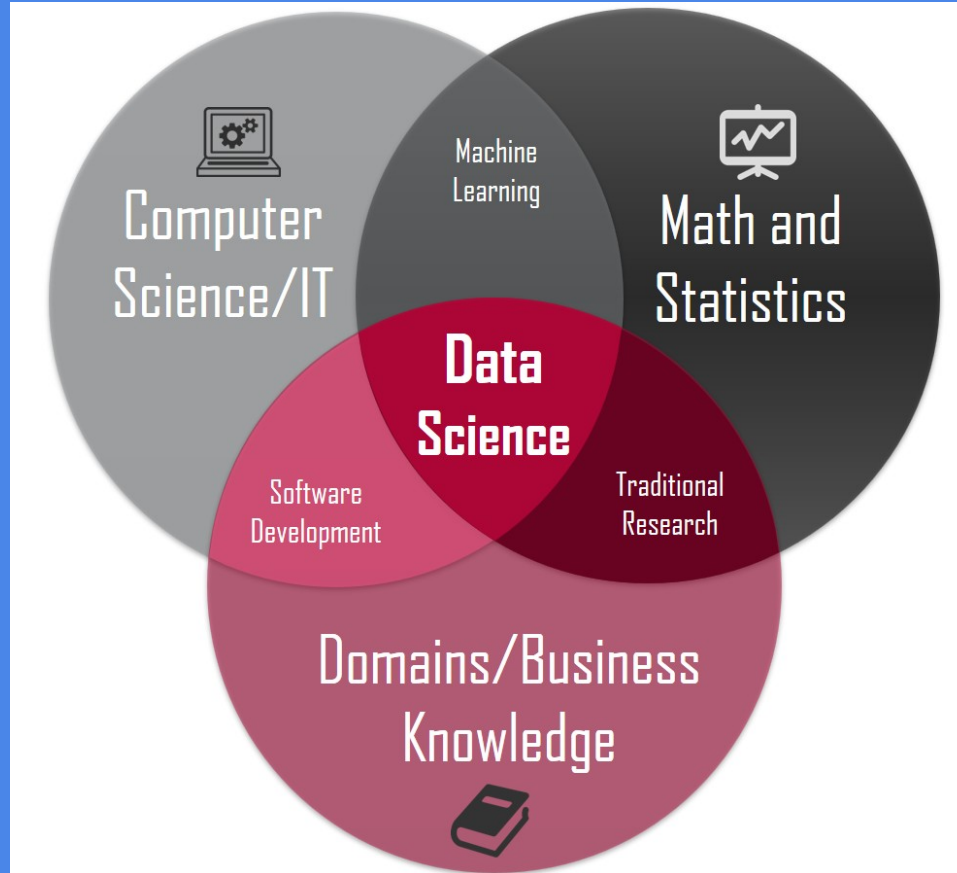 Machine
Learning
Computer
Science/IT
Math and
Statistics
Data
Science
Software
Development
Traditional
Research
Domains/Business
Knowledge